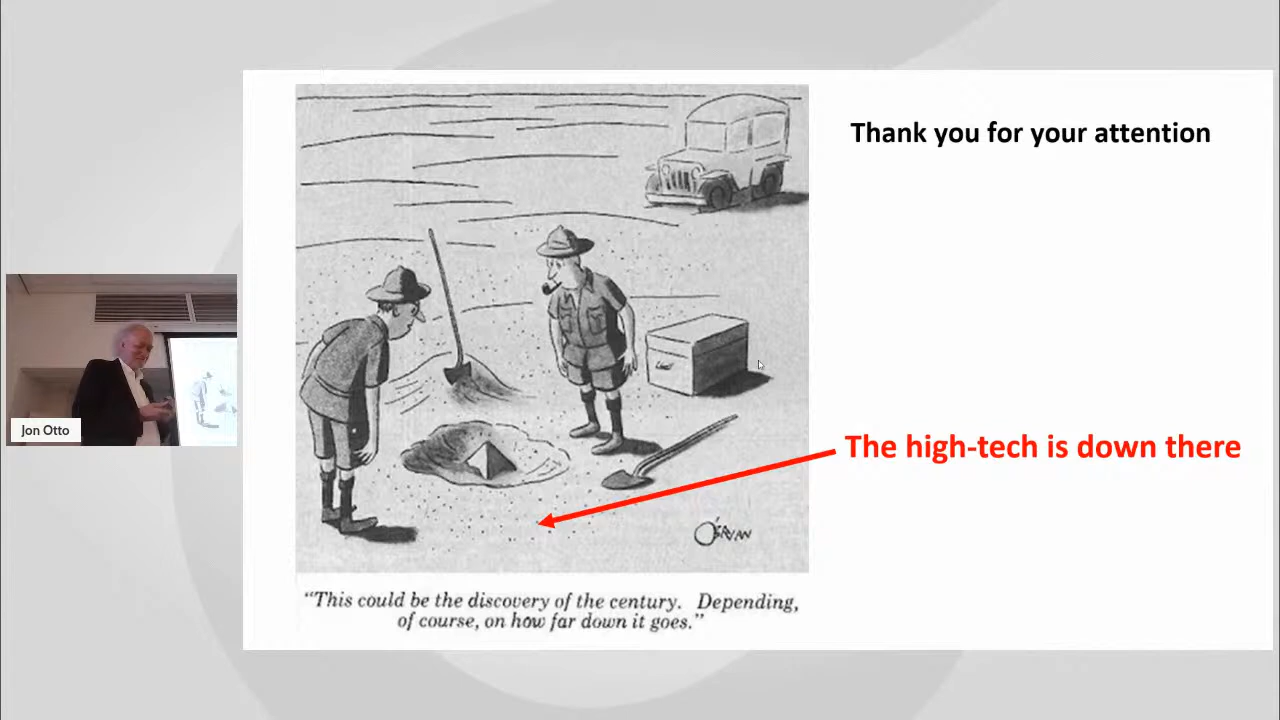 Thank you for your attention
Jon Otto
The high-tech is down there
O'BRYAN
"This could be the discovery of the century. Depending,
of course, on how far down it goes."